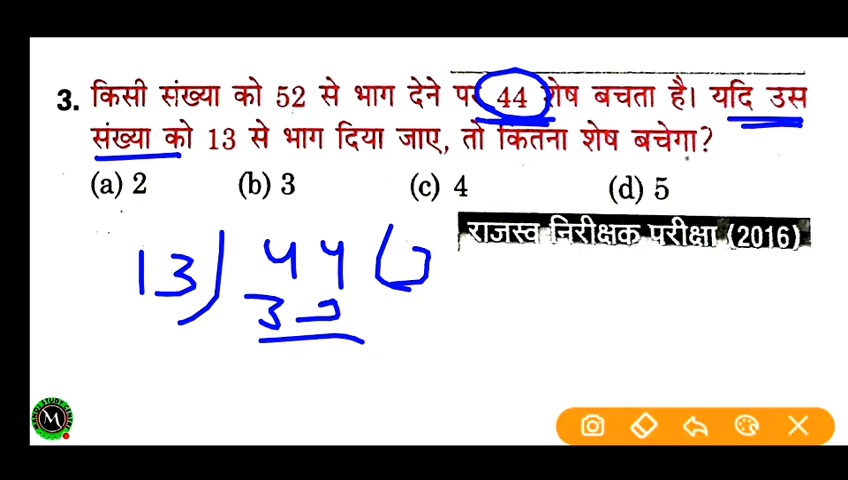 3. किसी संख्या को 52 से भाग देने पर 44 शेष बचता है। यदि उस
संख्या को 13 से भाग दिया जाए, तो कितना शेष बचेगा?
(a) 2 (b) 3 (c) 4 (d) 5
राजस्व निरीक्षक परीक्षा (2016)
13) 44 (
M